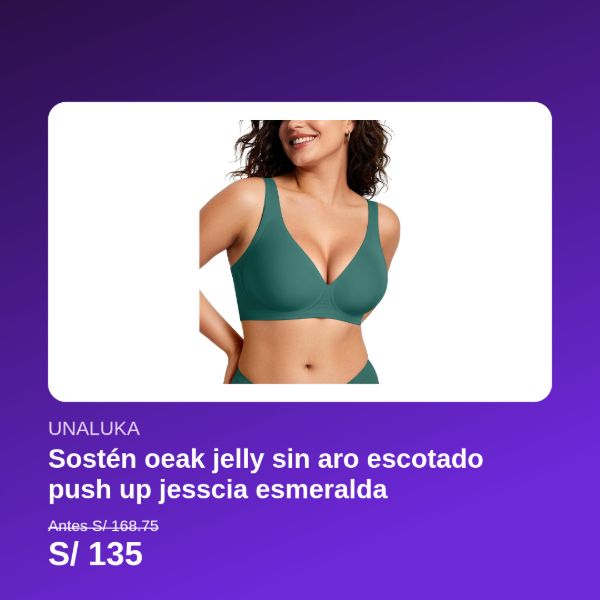 UNALUKA
Sostén oeak jelly sin aro escotado
push up jesscia esmeralda
Antes S/ 168.75
S/ 135